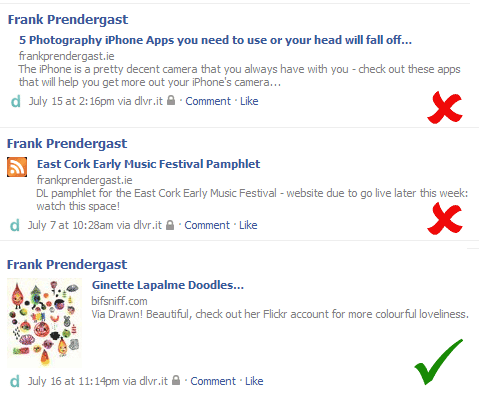 Frank Prendergast
5 Photography iPhone Apps you need to use or your head will fall off...
frankprendergast.ie
The iPhone is a pretty decent camera that you always have with you - check out these apps
that will help you get more out your iPhone's camera...
d July 15 at 2:16pm via dlvr.it · Comment · Like
Frank Prendergast
East Cork Early Music Festival Pamphlet
frankprendergast.ie
DL pamphlet for the East Cork Early Music Festival - website due to go live later this week:
watch this space!
d July 7 at 10:28am via dlvr.it · Comment · Like
Frank Prendergast
Ginette Lapalme Doodles...
bifsniff.com
Via Drawn! Beautiful, check out her Flickr account for more colourful loveliness.
d July 16 at 11:14pm via dlvr.it · Comment · Like